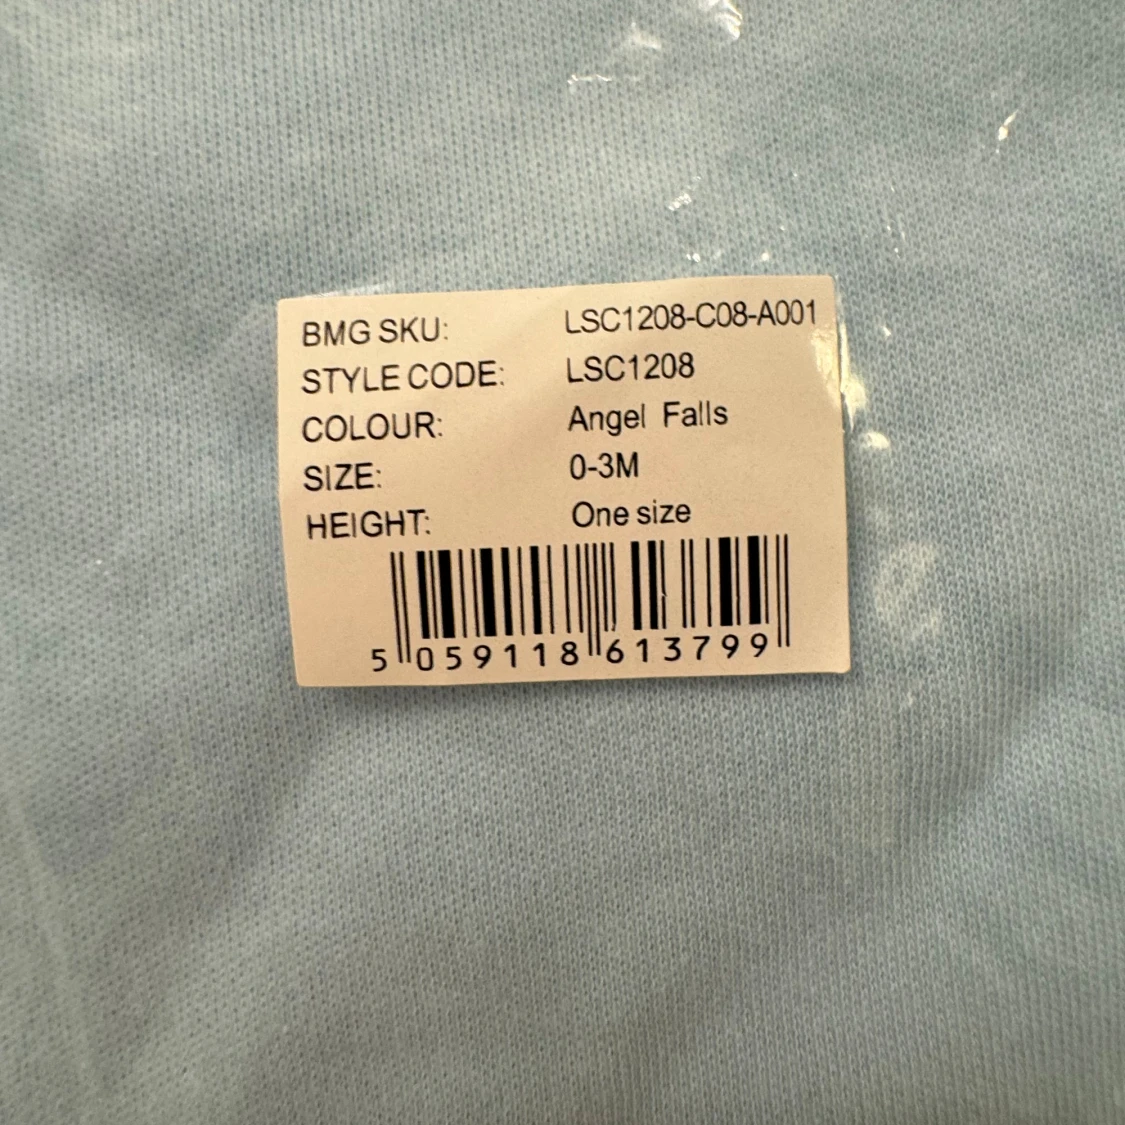 BMG SKU: LSC1208-C08-A001
STYLE CODE: LSC1208
COLOUR: Angel Falls
SIZE: 0-3M
HEIGHT: One size
5 059118 613799